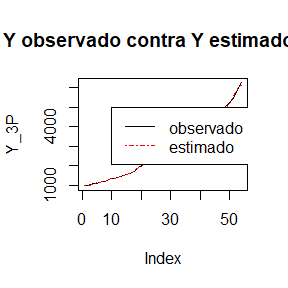 Y observado contra Y estimado
Y_3P
4000
1000
observado
estimado
0
10
30
50
Index